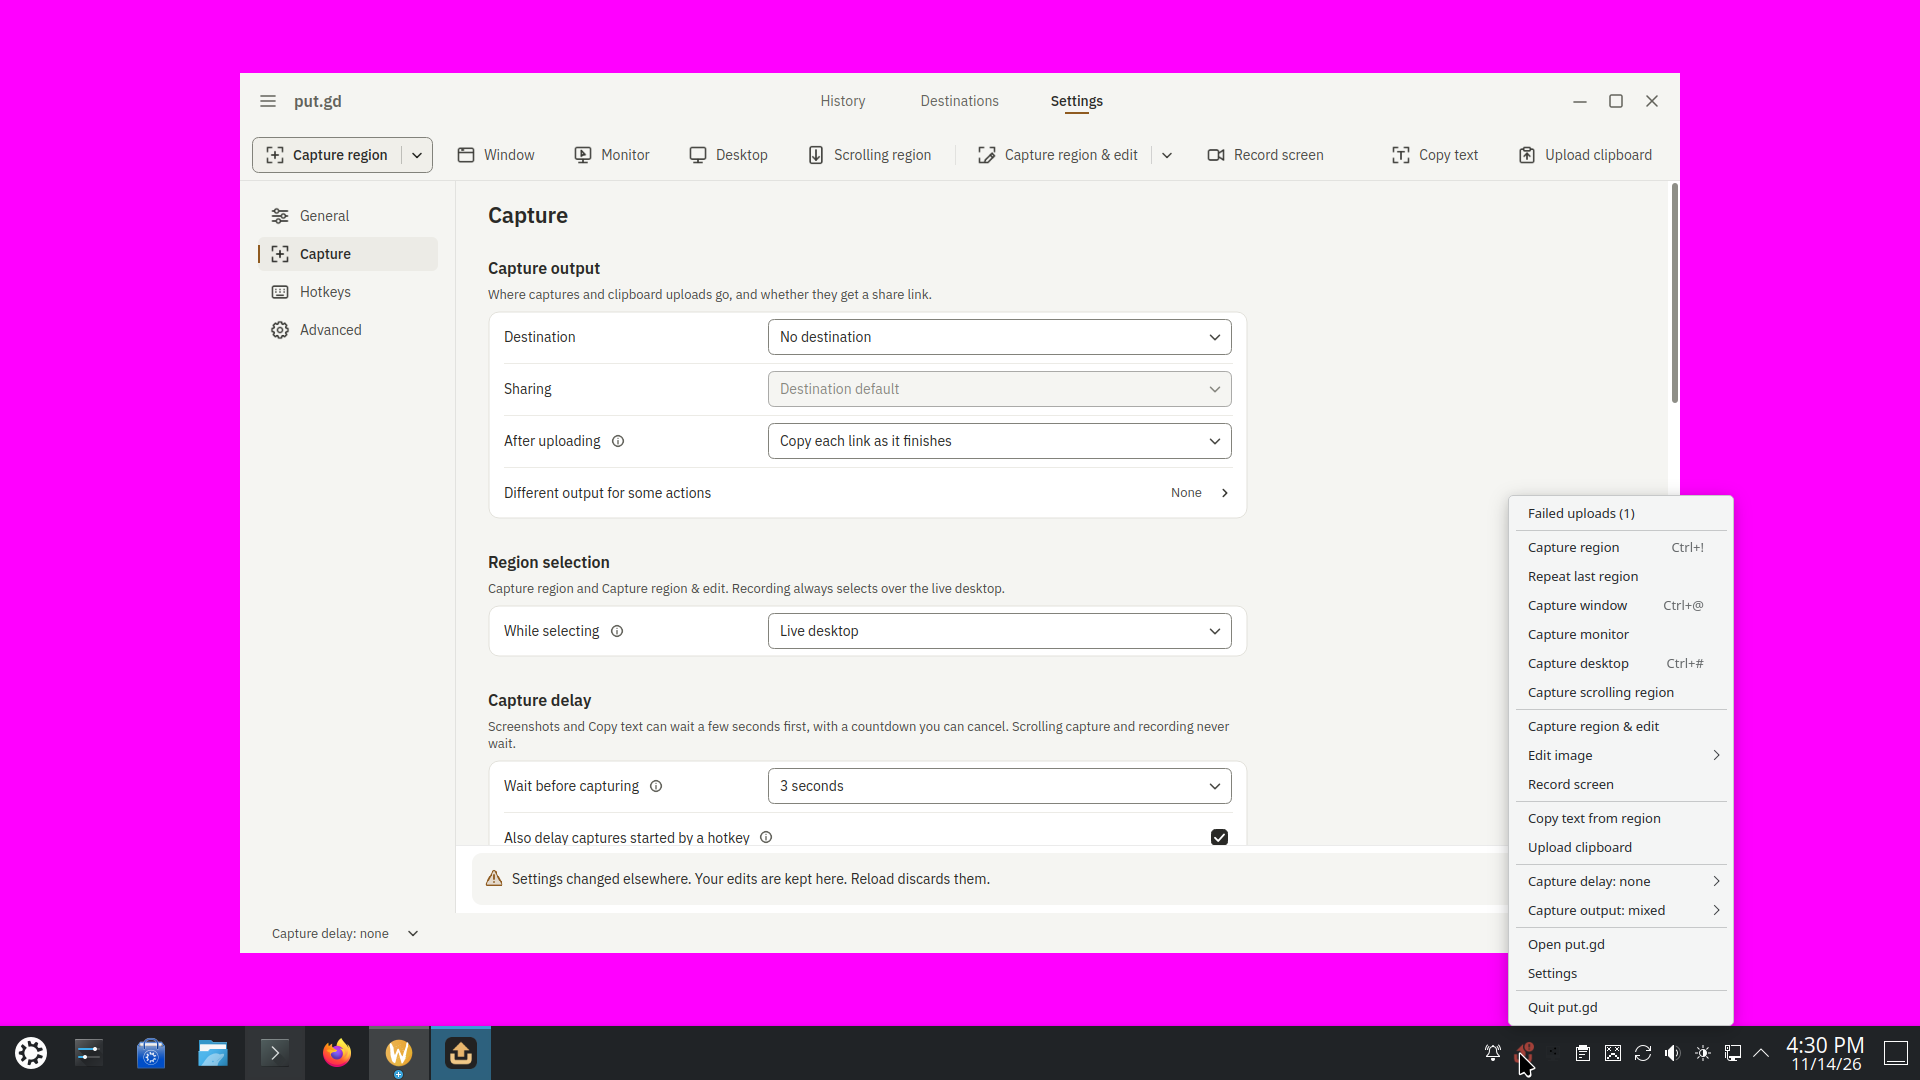 put.gd
History
Destinations
Settings
Capture region
Window
Monitor
Desktop
Scrolling region
Capture region & edit
Record screen
Copy text
Upload clipboard
General
Capture
Hotkeys
Advanced
Capture
Capture output
Where captures and clipboard uploads go, and whether they get a share link.
Destination
No destination
Sharing
Destination default
After uploading
Copy each link as it finishes
Different output for some actions
None
Region selection
Capture region and Capture region & edit. Recording always selects over the live desktop.
While selecting
Live desktop
Capture delay
Screenshots and Copy text can wait a few seconds first, with a countdown you can cancel. Scrolling capture and recording never
wait.
Wait before capturing
3 seconds
Also delay captures started by a hotkey
Settings changed elsewhere. Your edits are kept here. Reload discards them.
Capture delay: none
Failed uploads (1)
Capture region Ctrl+!
Repeat last region
Capture window Ctrl+@
Capture monitor
Capture desktop Ctrl+#
Capture scrolling region
Capture region & edit
Edit image
Record screen
Copy text from region
Upload clipboard
Capture delay: none
Capture output: mixed
Open put.gd
Settings
Quit put.gd
W
4:30 PM
11/14/26